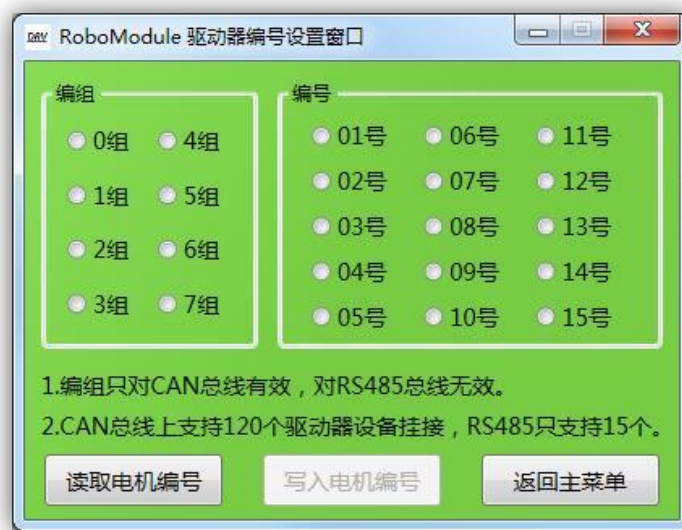 DRV RoboModule 驱动器编号设置窗口
编组
0组 4组
1组 5组
2组 6组
3组 7组
编号
01号 06号 11号
02号 07号 12号
03号 08号 13号
04号 09号 14号
05号 10号 15号
1.编组只对CAN总线有效，对RS485总线无效。
2.CAN总线上支持120个驱动器设备挂接，RS485只支持15个。
读取电机编号 写入电机编号 返回主菜单